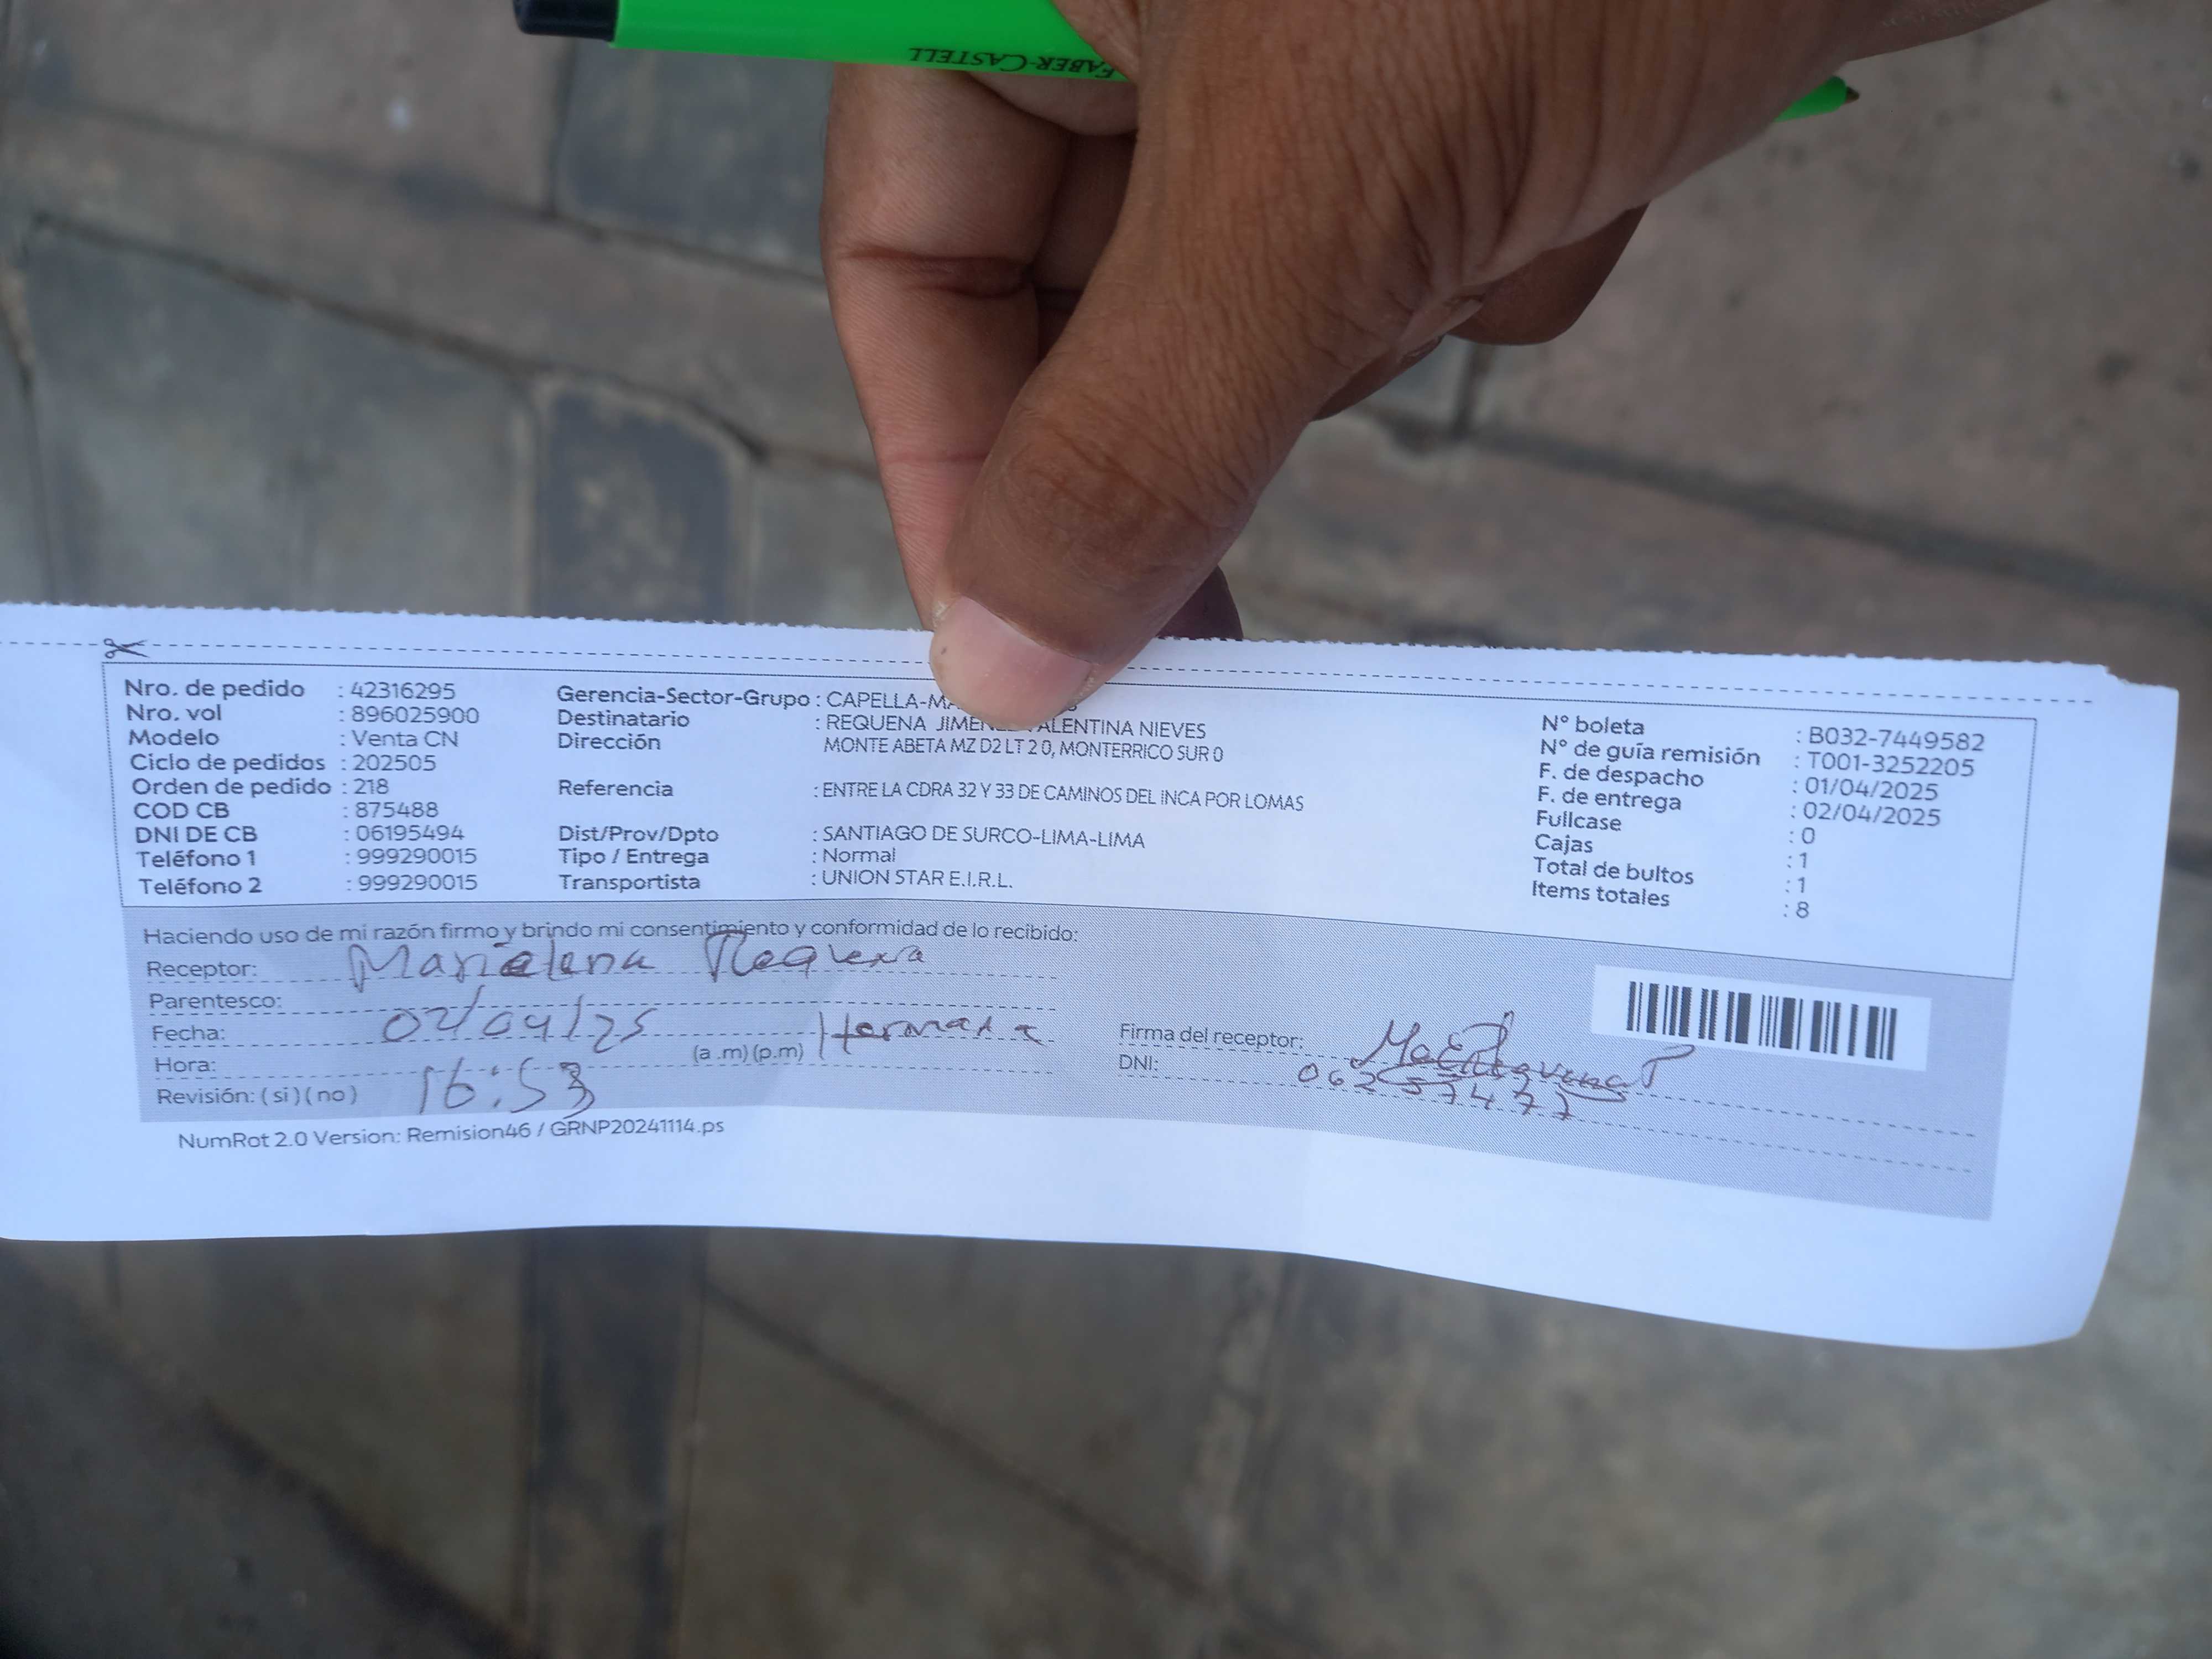 FABER-CASTELL
Nro. de pedido : 42316295
Nro. vol : 896025900
Modelo : Venta CN
Ciclo de pedidos : 202505
Orden de pedido : 218
COD CB : 875488
DNI DE CB : 06195494
Teléfono 1 : 999290015
Teléfono 2 : 999290015
Gerencia-Sector-Grupo : CAPELLA-
Destinatario : REQUENA NIEVES
Dirección MONTE ABETA MZ D2 LT 2 0, MONTERRICO SUR 0
Referencia : ENTRE LA CDRA 32 Y 33 DE CAMINOS DEL INCA POR LOMAS
Dist/Prov/Dpto : SANTIAGO DE SURCO-LIMA-LIMA
Tipo / Entrega : Normal
Transportista : UNION STAR E.I.R.L.
N° boleta : B032-7449582
N° de guía remisión : T001-3252205
F. de despacho : 01/04/2025
F. de entrega : 02/04/2025
Fullcase : 0
Cajas : 1
Total de bultos : 1
Items totales : 8
Haciendo uso de mi razón firmo y brindo mi consentimiento y conformidad de lo recibido:
Receptor: Marielena Requena
Parentesco:
Fecha: 02/04/25 Hermana
Hora: (a .m) (p.m)
16:53
Revisión: ( si ) ( no )
Firma del receptor:
DNI: 06257477
NumRot 2.0 Version: Remision46 / GRNP20241114.ps